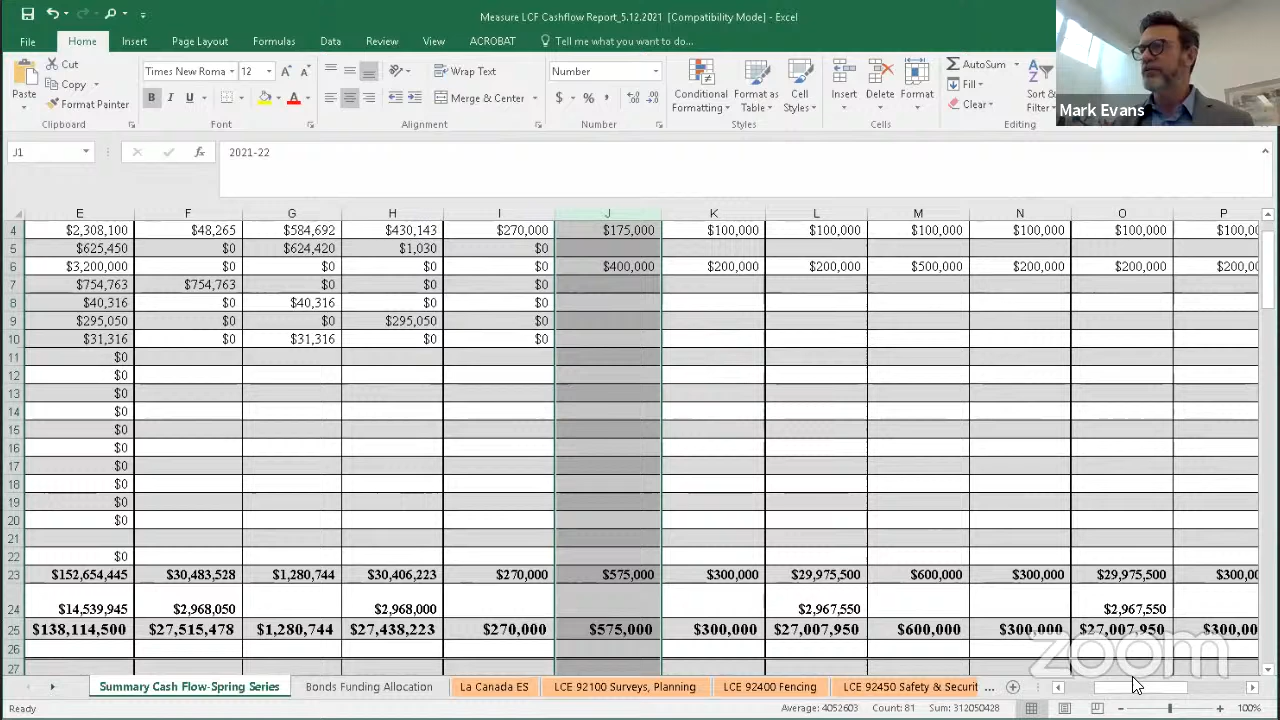 Measure LCF Cashflow Report_5.12.2021 [Compatibility Mode] - Excel
File Home Insert Page Layout Formulas Data Review View ACROBAT Tell me what you want to do...
Paste Cut Copy Format Painter Clipboard
Times New Roma 12 B I U A Font
Wrap Text Merge & Center Alignment
Number $ % , Number
Conditional Formatting Format as Table Cell Styles Styles
Insert Delete Format Cells
AutoSum Fill Clear Sort & Editing
Mark Evans
J1 fx 2021-22
E F G H I J K L M N O P
4 $2,308,100 $48,265 $584,692 $430,143 $270,000 $175,000 $100,000 $100,000 $100,000 $100,000 $100,000 $100,00
5 $625,450 $0 $624,420 $1,030 $0
6 $3,200,000 $0 $0 $0 $0 $400,000 $200,000 $200,000 $500,000 $200,000 $200,000 $200,00
7 $754,763 $754,763 $0 $0 $0
8 $40,316 $0 $40,316 $0 $0
9 $295,050 $0 $0 $295,050 $0
10 $31,316 $0 $31,316 $0 $0
11 $0
12 $0
13 $0
14 $0
15 $0
16 $0
17 $0
18 $0
19 $0
20 $0
21
22 $0
23 $152,654,445 $30,483,528 $1,280,744 $30,406,223 $270,000 $575,000 $300,000 $29,975,500 $600,000 $300,000 $29,975,500 $300,00
24 $14,539,945 $2,968,050 $2,968,000 $2,967,550 $2,967,550
25 $138,114,500 $27,515,478 $1,280,744 $27,438,223 $270,000 $575,000 $300,000 $27,007,950 $600,000 $300,000 $27,007,950 $300,00
26
27
zoom
Summary Cash Flow-Spring Series Bonds Funding Allocation La Canada ES LCE 92100 Surveys, Planning LCE 92400 Fencing LCE 92450 Safety & Securit ...
Ready Average: 4052603 Count: 81 Sum: 312050428 100%